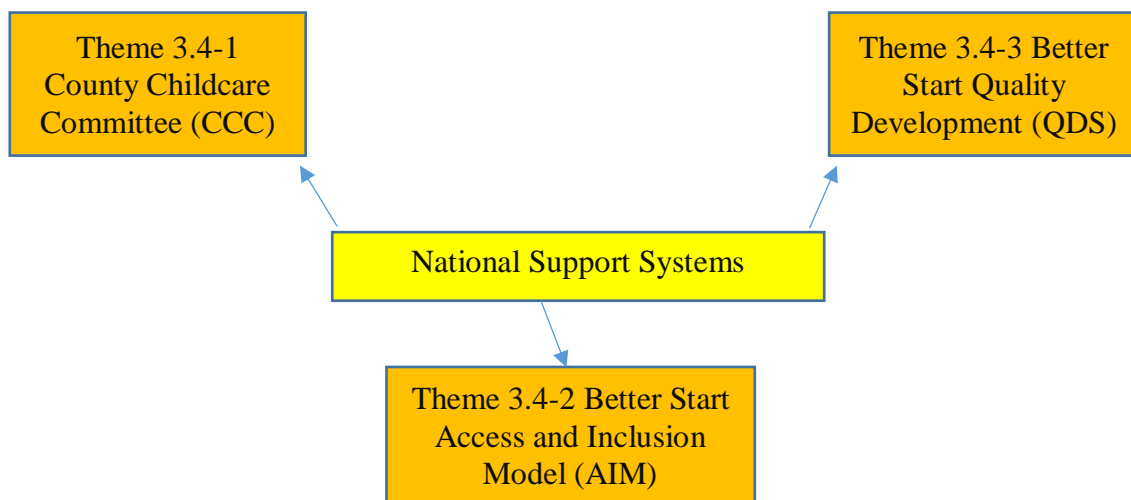 Theme 3.4-1
County Childcare
Committee (CCC)
Theme 3.4-3 Better
Start Quality
Development (QDS)
National Support Systems
Theme 3.4-2 Better Start
Access and Inclusion
Model (AIM)